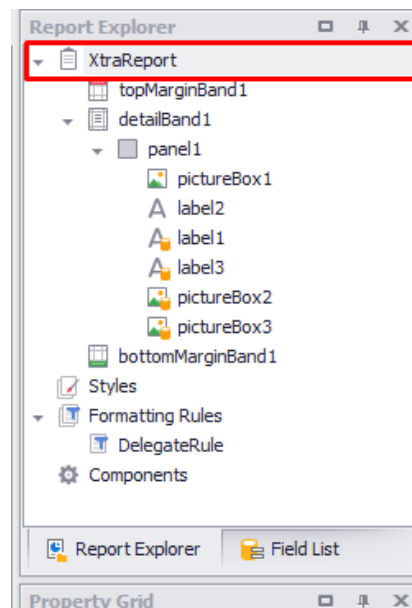 Report Explorer
XtraReport
topMarginBand1
detailBand1
panel1
pictureBox1
label2
label1
label3
pictureBox2
pictureBox3
bottomMarginBand1
Styles
Formatting Rules
DelegateRule
Components
Report Explorer Field List
Property Grid